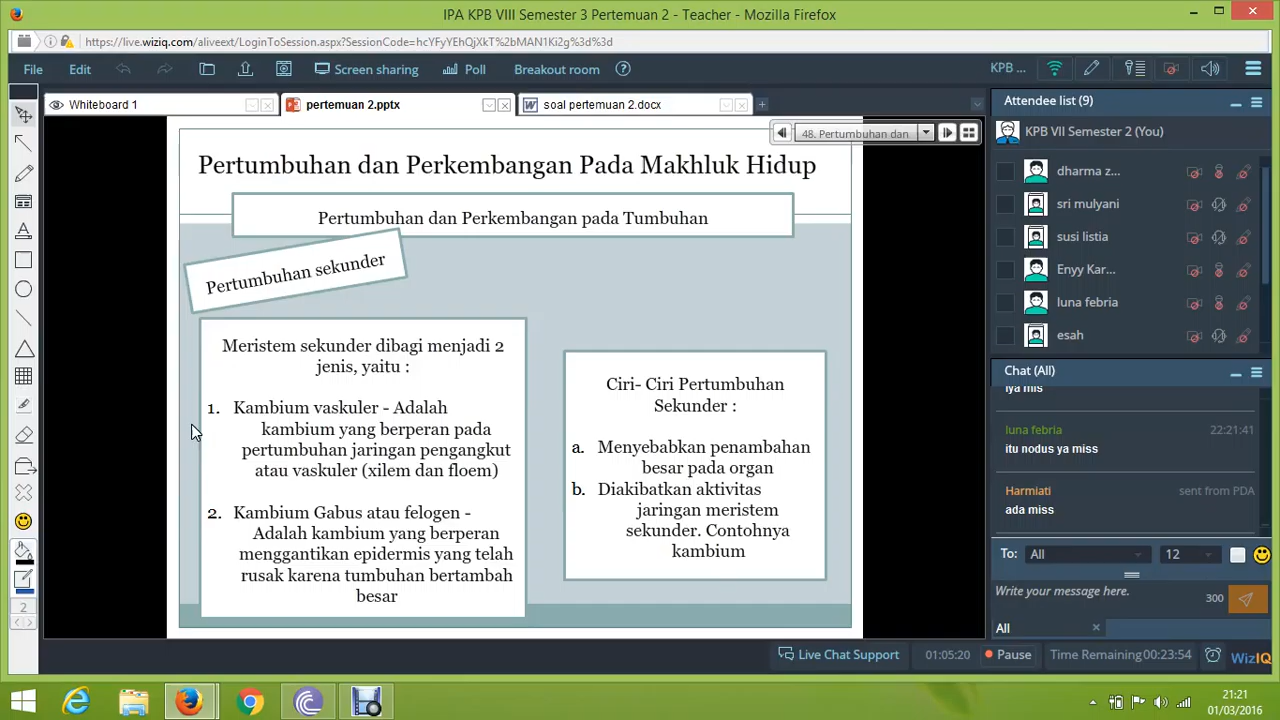 IPA KPB VIII Semester 3 Pertemuan 2 - Teacher - Mozilla Firefox
https://live.wiziq.com/aliveext/LoginToSession.aspx?SessionCode=hcYFyYEhQjXkT%2bMAN1Ki2g%3d%3d
File Edit Screen sharing Poll Breakout room ? KPB ...
Whiteboard 1 pertemuan 2.pptx soal pertemuan 2.docx
48. Pertumbuhan dan
Pertumbuhan dan Perkembangan Pada Makhluk Hidup
Pertumbuhan dan Perkembangan pada Tumbuhan
Pertumbuhan sekunder
Meristem sekunder dibagi menjadi 2
jenis, yaitu :
1. Kambium vaskuler - Adalah
kambium yang berperan pada
pertumbuhan jaringan pengangkut
atau vaskuler (xilem dan floem)
2. Kambium Gabus atau felogen -
Adalah kambium yang berperan
menggantikan epidermis yang telah
rusak karena tumbuhan bertambah
besar
Ciri- Ciri Pertumbuhan
Sekunder :
a. Menyebabkan penambahan
besar pada organ
b. Diakibatkan aktivitas
jaringan meristem
sekunder. Contohnya
kambium
Attendee list (9)
KPB VII Semester 2 (You)
dharma z...
sri mulyani
susi listia
Enyy Kar...
luna febria
esah
Chat (All)
iya mis
luna febria 22:21:41
itu nodus ya miss
Harmiati sent from PDA
ada miss
To: All 12
Write your message here. 300
All
2
Live Chat Support 01:05:20 Pause Time Remaining 00:23:54 WizIQ
21:21
01/03/2016